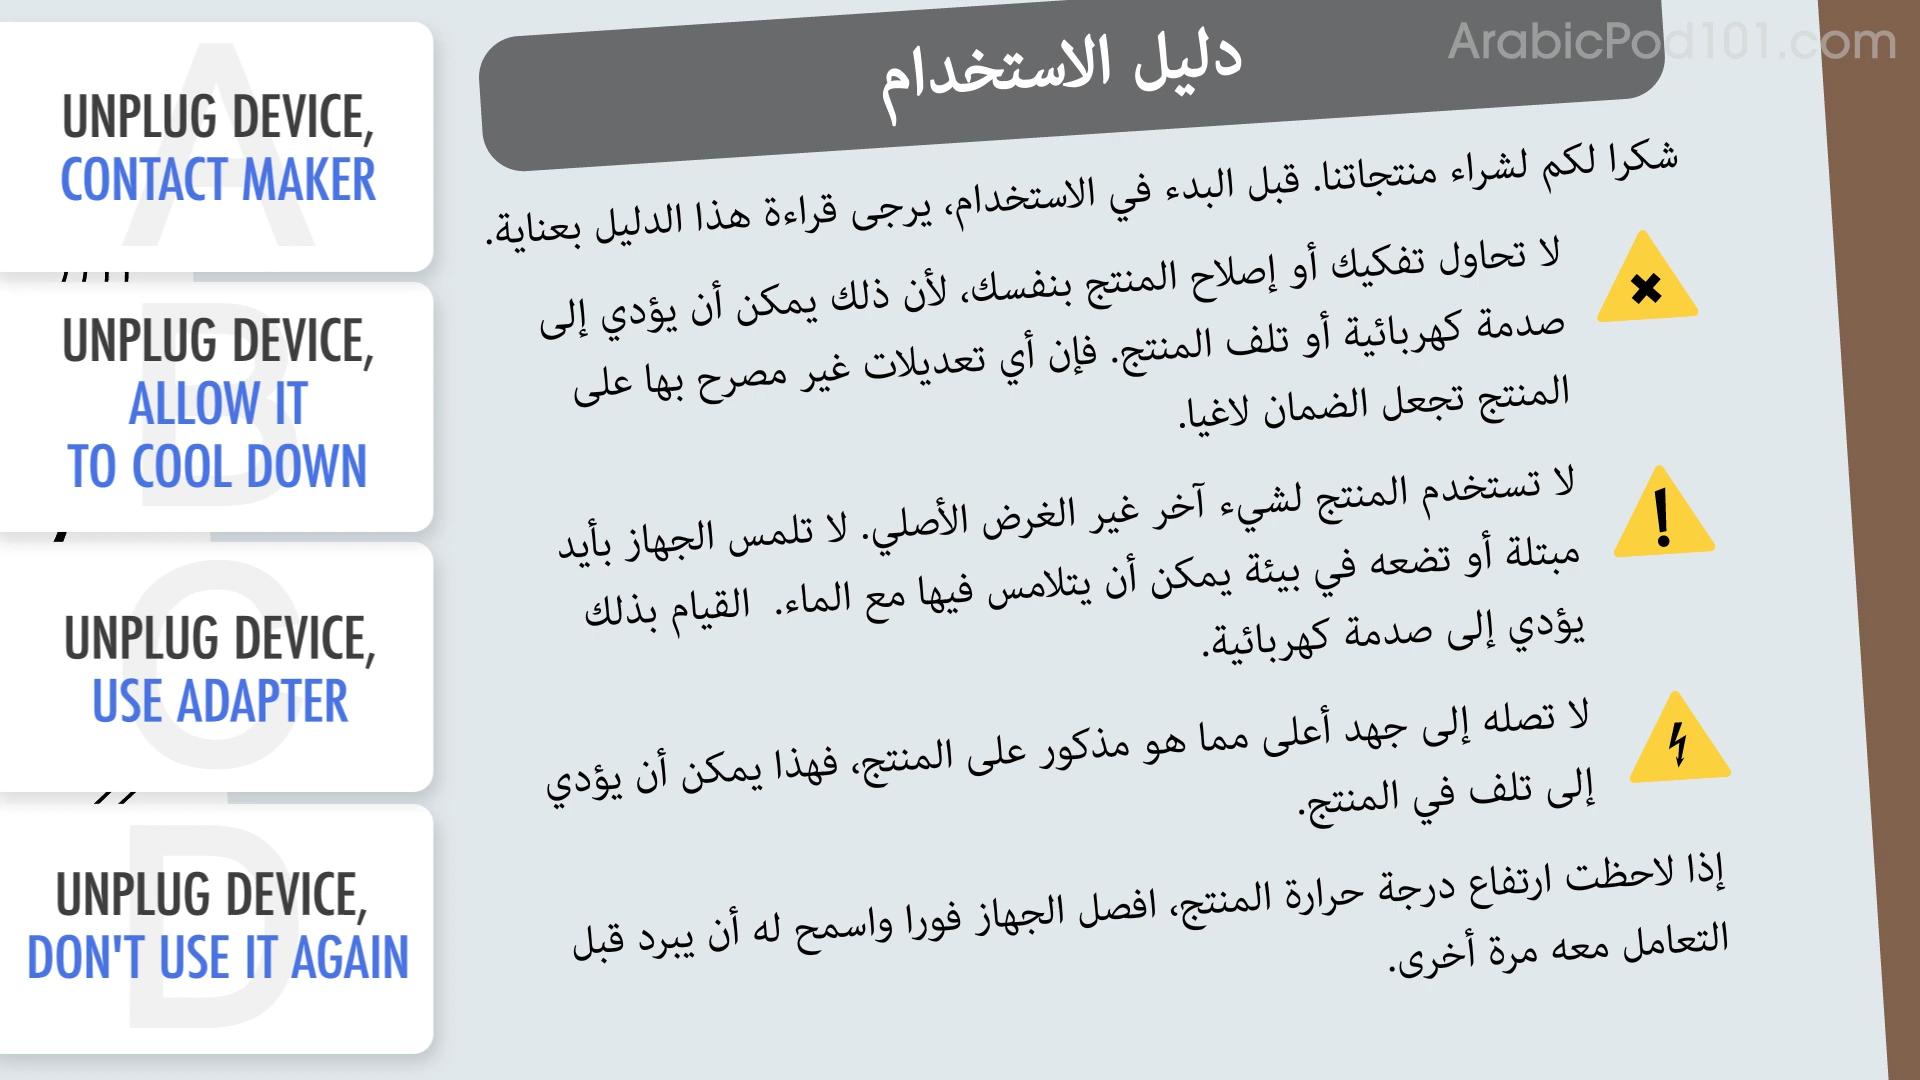 UNPLUG DEVICE,
CONTACT MAKER
A
UNPLUG DEVICE,
ALLOW IT
TO COOL DOWN
B
UNPLUG DEVICE,
USE ADAPTER
C
UNPLUG DEVICE,
DON'T USE IT AGAIN
D
ArabicPod101.com
دليل الاستخدام
شكرا لكم لشراء منتجاتنا. قبل البدء في الاستخدام، يرجى قراءة هذا الدليل بعناية.
لا تحاول تفكيك أو إصلاح المنتج بنفسك، لأن ذلك يمكن أن يؤدي إلى
صدمة كهربائية أو تلف المنتج. فإن أي تعديلات غير مصرح بها على
المنتج تجعل الضمان لاغيا.
لا تستخدم المنتج لشيء آخر غير الغرض الأصلي. لا تلمس الجهاز بأيد
مبتلة أو تضعه في بيئة يمكن أن يتلامس فيها مع الماء. القيام بذلك
يؤدي إلى صدمة كهربائية.
لا تصله إلى جهد أعلى مما هو مذكور على المنتج، فهذا يمكن أن يؤدي
إلى تلف في المنتج.
إذا لاحظت ارتفاع درجة حرارة المنتج، افصل الجهاز فورا واسمح له أن يبرد قبل
التعامل معه مرة أخرى.